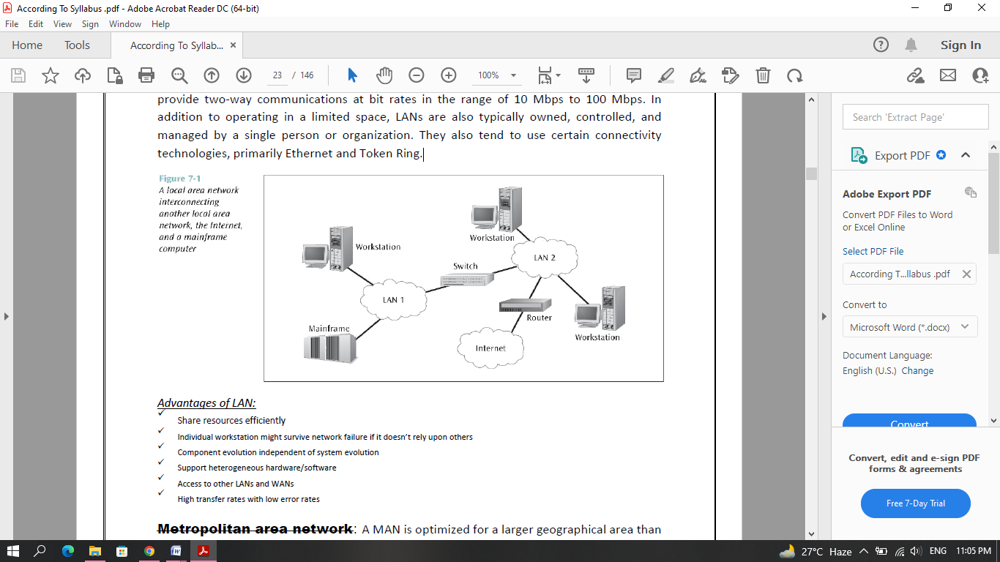 According To Syllabus .pdf - Adobe Acrobat Reader DC (64-bit)
File Edit View Sign Window Help
Home Tools According To Syllab... × Sign In
23 / 146 100%
provide two-way communications at bit rates in the range of 10 Mbps to 100 Mbps. In
addition to operating in a limited space, LANs are also typically owned, controlled, and
managed by a single person or organization. They also tend to use certain connectivity
technologies, primarily Ethernet and Token Ring.
Figure 7-1
A local area network
interconnecting
another local area
network, the Internet,
and a mainframe
computer
Workstation
Workstation
LAN 2
Switch
LAN 1
Router
Mainframe
Workstation
Internet
Advantages of LAN:
✓ Share resources efficiently
✓ Individual workstation might survive network failure if it doesn't rely upon others
✓ Component evolution independent of system evolution
✓ Support heterogeneous hardware/software
✓ Access to other LANs and WANs
✓ High transfer rates with low error rates
Metropolitan area network: A MAN is optimized for a larger geographical area than
Search 'Extract Page'
Export PDF
Adobe Export PDF
Convert PDF Files to Word
or Excel Online
Select PDF File
According T...llabus .pdf
Convert to
Microsoft Word (*.docx)
Document Language:
English (U.S.) Change
Convert
Convert, edit and e-sign PDF
forms & agreements
Free 7-Day Trial
27°C Haze ENG 11:05 PM